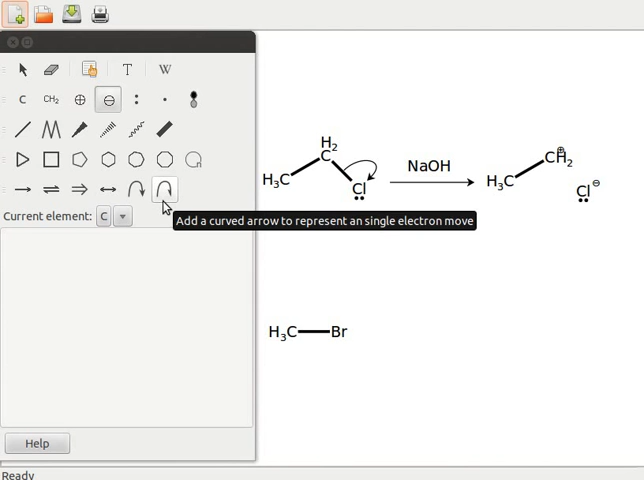 T W
C CH2
Current element: C
Add a curved arrow to represent an single electron move
Help
Ready
H2
C
H3C
Cl
NaOH
⊕
CH2
H3C
Cl ⊖
H3C Br